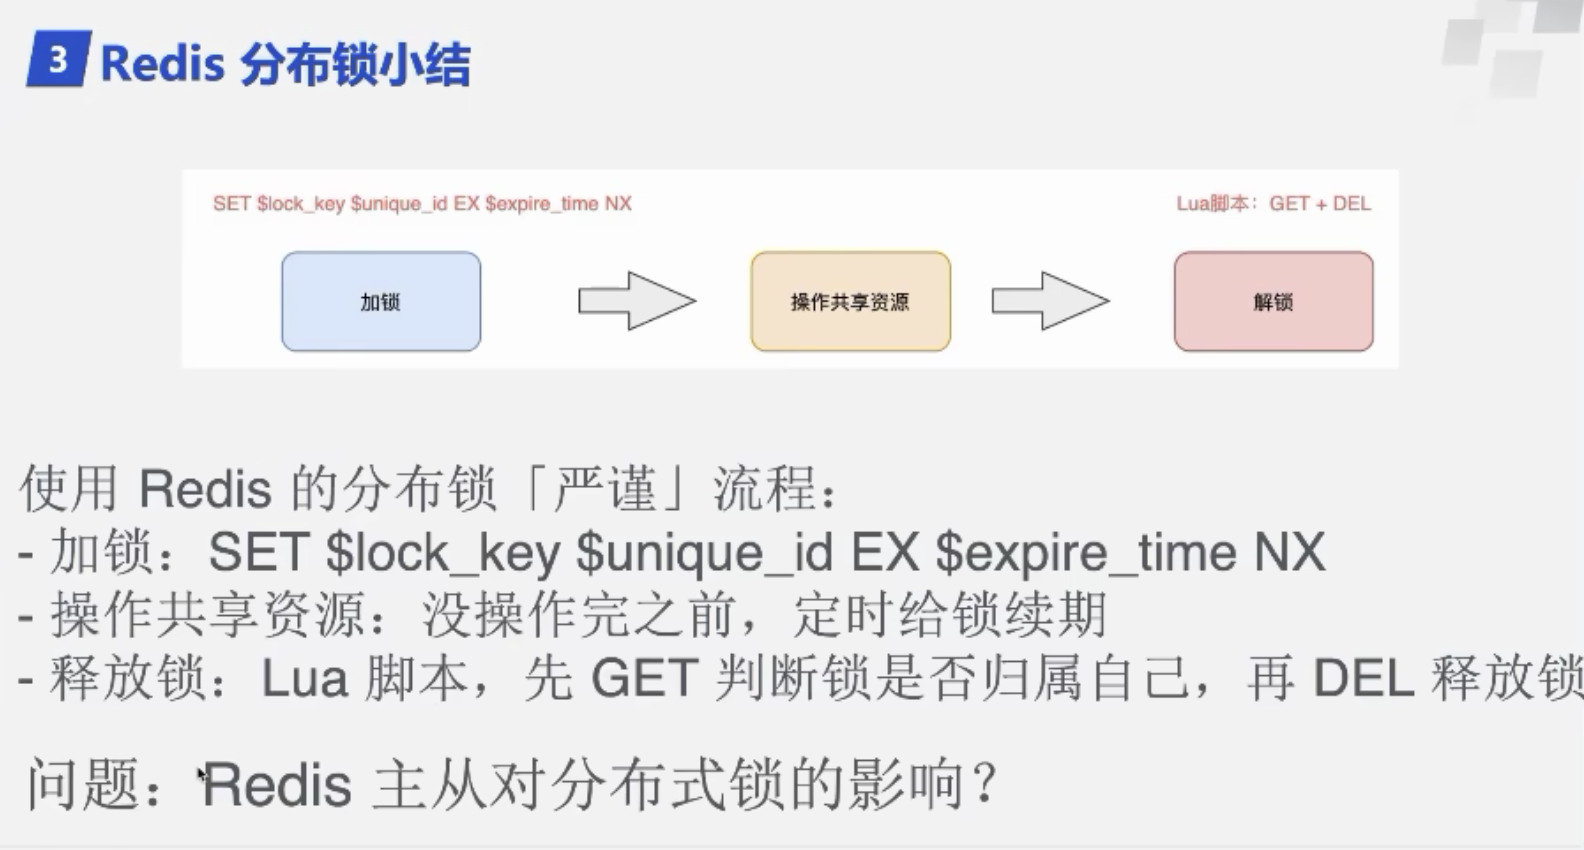 3 Redis 分布锁小结
SET $lock_key $unique_id EX $expire_time NX
Lua脚本：GET + DEL
加锁
操作共享资源
解锁
使用 Redis 的分布锁「严谨」流程：
- 加锁：SET $lock_key $unique_id EX $expire_time NX
- 操作共享资源：没操作完之前，定时给锁续期
- 释放锁：Lua 脚本，先 GET 判断锁是否归属自己，再 DEL 释放锁
问题：Redis 主从对分布式锁的影响？